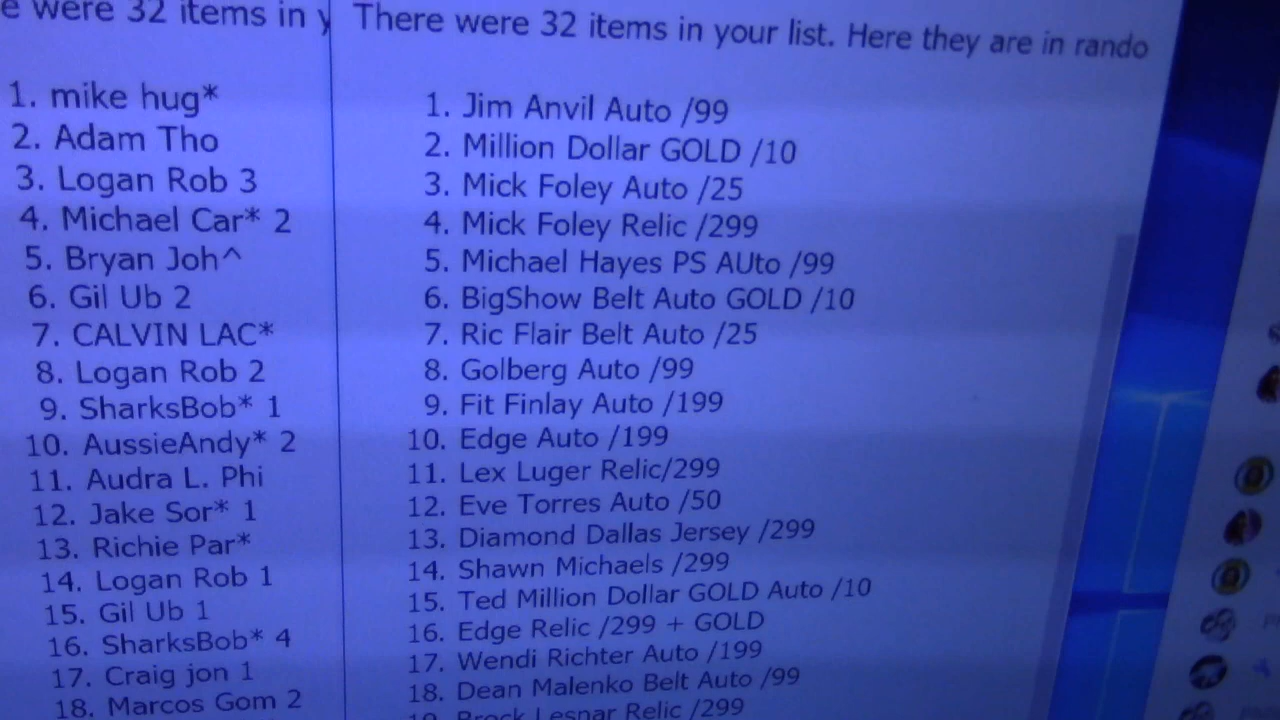 e were 32 items in y
1. mike hug*
2. Adam Tho
3. Logan Rob 3
4. Michael Car* 2
5. Bryan Joh^
6. Gil Ub 2
7. CALVIN LAC*
8. Logan Rob 2
9. SharksBob* 1
10. AussieAndy* 2
11. Audra L. Phi
12. Jake Sor* 1
13. Richie Par*
14. Logan Rob 1
15. Gil Ub 1
16. SharksBob* 4
17. Craig jon 1
18. Marcos Gom 2
There were 32 items in your list. Here they are in rando
1. Jim Anvil Auto /99
2. Million Dollar GOLD /10
3. Mick Foley Auto /25
4. Mick Foley Relic /299
5. Michael Hayes PS AUto /99
6. BigShow Belt Auto GOLD /10
7. Ric Flair Belt Auto /25
8. Golberg Auto /99
9. Fit Finlay Auto /199
10. Edge Auto /199
11. Lex Luger Relic/299
12. Eve Torres Auto /50
13. Diamond Dallas Jersey /299
14. Shawn Michaels /299
15. Ted Million Dollar GOLD Auto /10
16. Edge Relic /299 + GOLD
17. Wendi Richter Auto /199
18. Dean Malenko Belt Auto /99
19. Brock Lesnar Relic /299